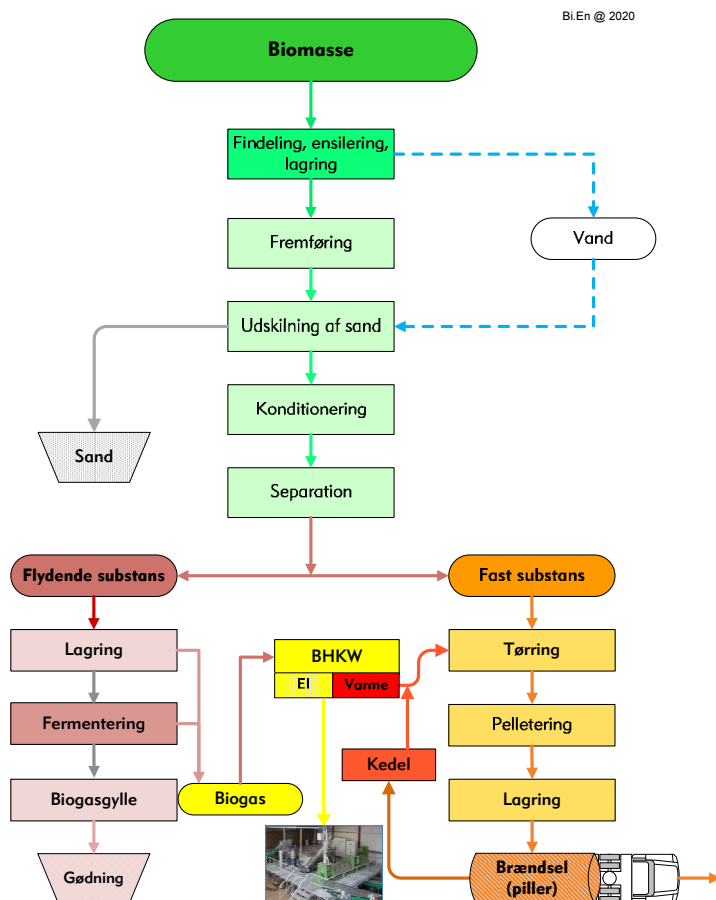 Bi.En @ 2020
Biomasse
Findeling, ensilering,
lagring
Fremføring
Vand
Udskilning af sand
Konditionering
Sand
Separation
Flydende substans
Fast substans
Lagring
BHKW
El
Varme
Tørring
Fermentering
Pelletering
Kedel
Biogasgylle
Biogas
Lagring
Gødning
Brændsel
(piller)